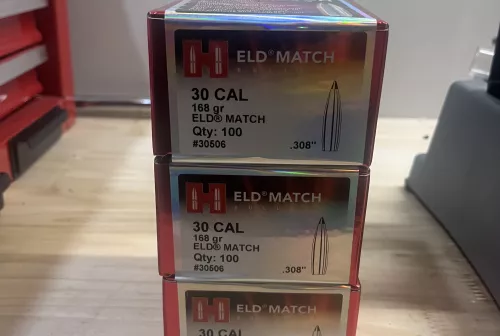 H ELD® MATCH
30 CAL
168 gr
ELD® MATCH
Qty: 100
#30506
.308"
H ELD® MATCH
30 CAL
168 gr
ELD® MATCH
Qty: 100
#30506
.308"
H ELD® MATCH
30 CAL